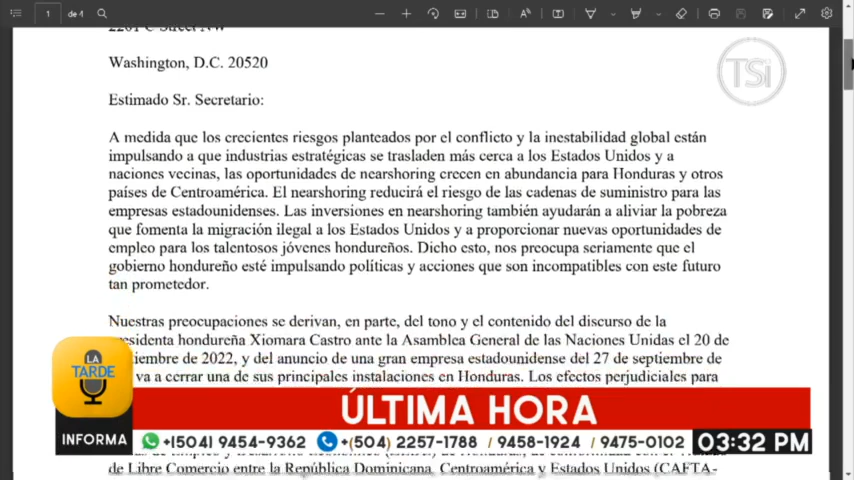 1
de 4
2201 C Street NW
Washington, D.C. 20520
TSi
Estimado Sr. Secretario:
A medida que los crecientes riesgos planteados por el conflicto y la inestabilidad global están
impulsando a que industrias estratégicas se trasladen más cerca a los Estados Unidos y a
naciones vecinas, las oportunidades de nearshoring crecen en abundancia para Honduras y otros
países de Centroamérica. El nearshoring reducirá el riesgo de las cadenas de suministro para las
empresas estadounidenses. Las inversiones en nearshoring también ayudarán a aliviar la pobreza
que fomenta la migración ilegal a los Estados Unidos y a proporcionar nuevas oportunidades de
empleo para los talentosos jóvenes hondureños. Dicho esto, nos preocupa seriamente que el
gobierno hondureño esté impulsando políticas y acciones que son incompatibles con este futuro
tan prometedor.
Nuestras preocupaciones se derivan, en parte, del tono y el contenido del discurso de la
presidenta hondureña Xiomara Castro ante la Asamblea General de las Naciones Unidas el 20 de
tiembre de 2022, y del anuncio de una gran empresa estadounidense del 27 de septiembre de
va a cerrar una de sus principales instalaciones en Honduras. Los efectos perjudiciales para
LA
TARDE
INFORMA
ÚLTIMA HORA
+(504) 9454-9362 +(504) 2257-1788 / 9458-1924 / 9475-0102 03:32 PM
de Libre Comercio entre la República Dominicana, Centroamérica y Estados Unidos (CAFTA-